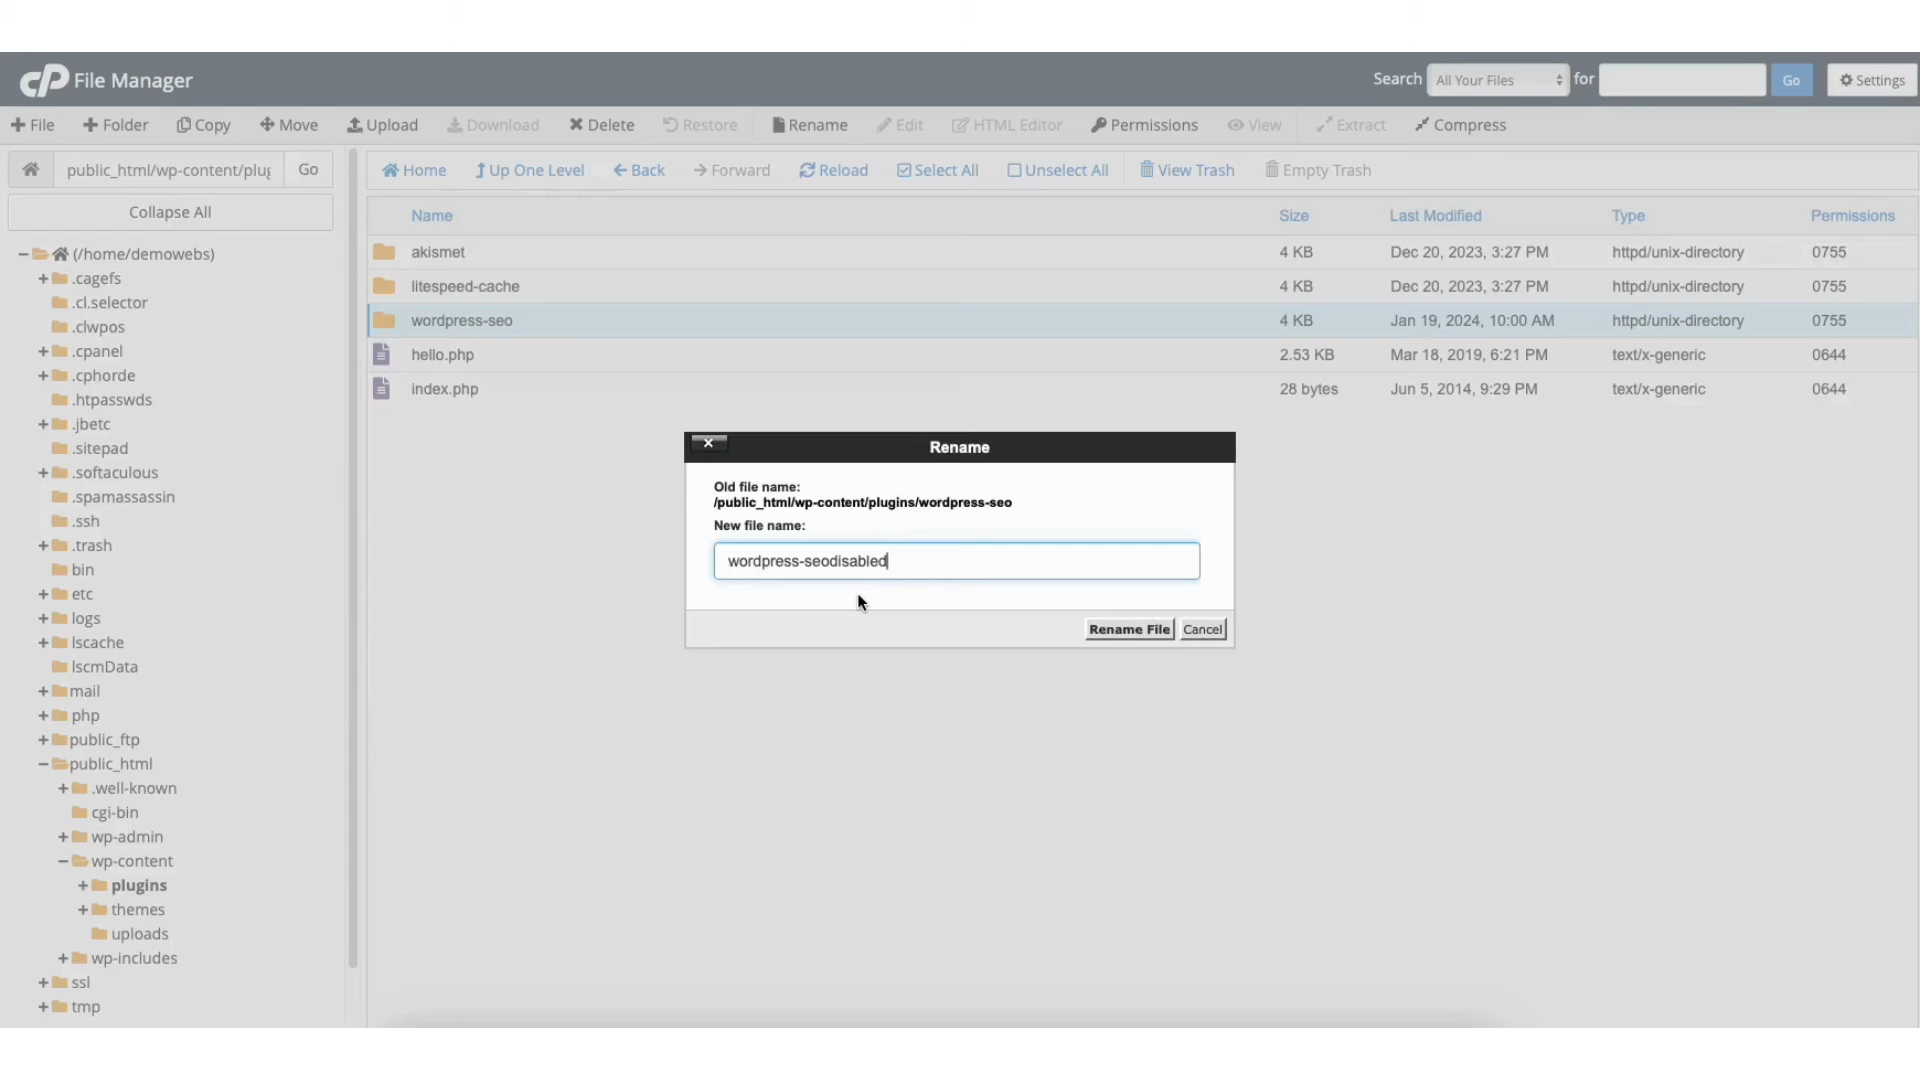 cP File Manager
Search All Your Files for Go Settings
File Folder Copy Move Upload Download Delete Restore Rename Edit HTML Editor Permissions View Extract Compress
public_html/wp-content/plug Go
Home Up One Level Back Forward Reload Select All Unselect All View Trash Empty Trash
Collapse All
Name Size Last Modified Type Permissions
akismet 4 KB Dec 20, 2023, 3:27 PM httpd/unix-directory 0755
litespeed-cache 4 KB Dec 20, 2023, 3:27 PM httpd/unix-directory 0755
wordpress-seo 4 KB Jan 19, 2024, 10:00 AM httpd/unix-directory 0755
hello.php 2.53 KB Mar 18, 2019, 6:21 PM text/x-generic 0644
index.php 28 bytes Jun 5, 2014, 9:29 PM text/x-generic 0644
(/home/demowebs)
.cagefs
.cl.selector
.clwpos
.cpanel
.cphorde
.htpasswds
.jbetc
.sitepad
.softaculous
.spamassassin
.ssh
.trash
bin
etc
logs
lscache
lscmData
mail
php
public_ftp
public_html
.well-known
cgi-bin
wp-admin
wp-content
plugins
themes
uploads
wp-includes
ssl
tmp
Rename
Old file name:
/public_html/wp-content/plugins/wordpress-seo
New file name:
wordpress-seodisabled
Rename File Cancel